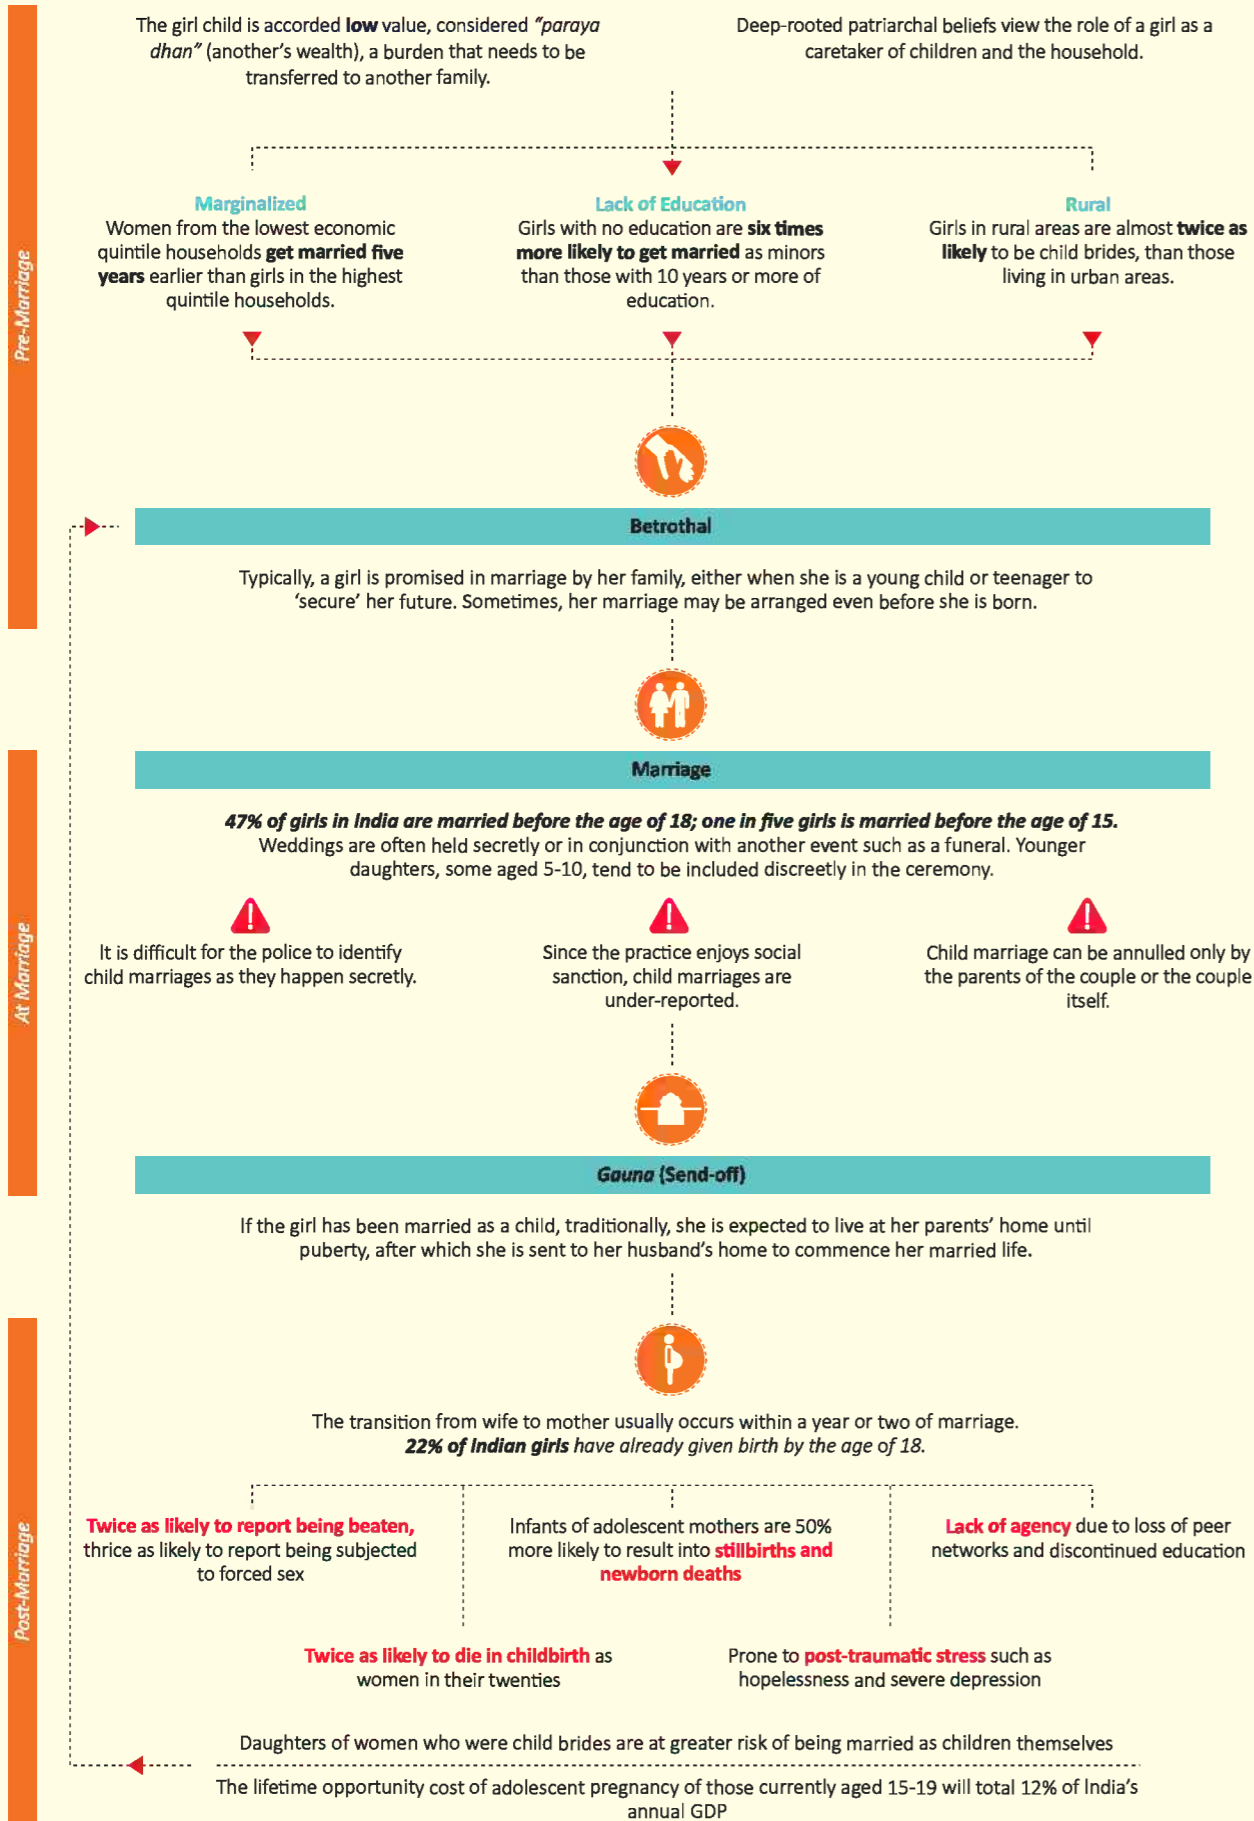 The girl child is accorded low value, considered "paraya
dhan" (another's wealth), a burden that needs to be
transferred to another family.
Deep-rooted patriarchal beliefs view the role of a girl as a
caretaker of children and the household.
Pre-Marriage
Marginalized
Women from the lowest economic
quintile households get married five
years earlier than girls in the highest
quintile households.
Lack of Education
Girls with no education are six times
more likely to get married as minors
than those with 10 years or more of
education.
Rural
Girls in rural areas are almost twice as
likely to be child brides, than those
living in urban areas.
Betrothal
Typically, a girl is promised in marriage by her family, either when she is a young child or teenager to
'secure' her future. Sometimes, her marriage may be arranged even before she is born.
At Marriage
Marriage
47% of girls in India are married before the age of 18; one in five girls is married before the age of 15.
Weddings are often held secretly or in conjunction with another event such as a funeral. Younger
daughters, some aged 5-10, tend to be included discreetly in the ceremony.
It is difficult for the police to identify
child marriages as they happen secretly.
Since the practice enjoys social
sanction, child marriages are
under-reported.
Child marriage can be annulled only by
the parents of the couple or the couple
itself.
Gauna (Send-off)
If the girl has been married as a child, traditionally, she is expected to live at her parents' home until
puberty, after which she is sent to her husband's home to commence her married life.
Post-Marriage
The transition from wife to mother usually occurs within a year or two of marriage.
22% of Indian girls have already given birth by the age of 18.
Twice as likely to report being beaten,
thrice as likely to report being subjected
to forced sex
Infants of adolescent mothers are 50%
more likely to result into stillbirths and
newborn deaths
Lack of agency due to loss of peer
networks and discontinued education
Twice as likely to die in childbirth as
women in their twenties
Prone to post-traumatic stress such as
hopelessness and severe depression
Daughters of women who were child brides are at greater risk of being married as children themselves
The lifetime opportunity cost of adolescent pregnancy of those currently aged 15-19 will total 12% of India's
annual GDP